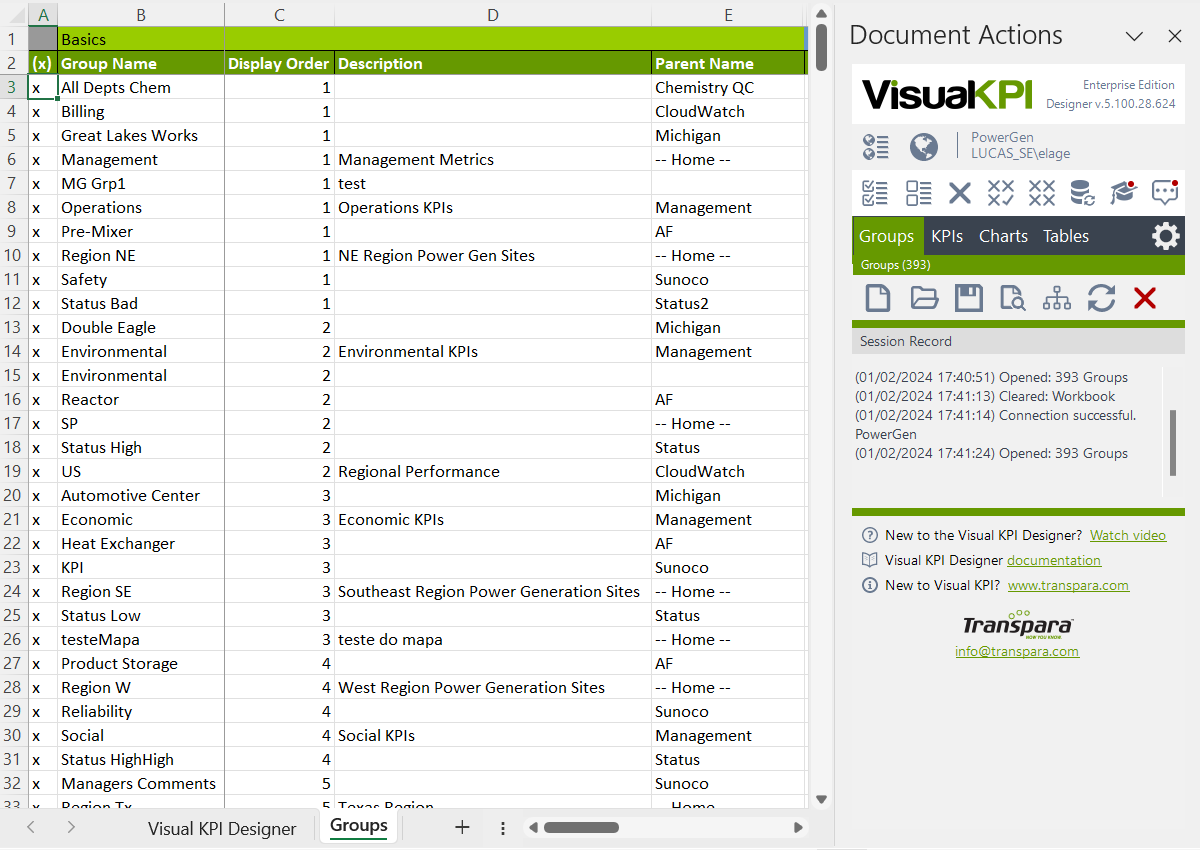 A B C D E
1 Basics
2 (x) Group Name Display Order Description Parent Name
3 x All Depts Chem 1 Chemistry QC
4 x Billing 1 CloudWatch
5 x Great Lakes Works 1 Michigan
6 x Management 1 Management Metrics -- Home --
7 x MG Grp1 1 test
8 x Operations 1 Operations KPIs Management
9 x Pre-Mixer 1 AF
10 x Region NE 1 NE Region Power Gen Sites -- Home --
11 x Safety 1 Sunoco
12 x Status Bad 1 Status2
13 x Double Eagle 2 Michigan
14 x Environmental 2 Environmental KPIs Management
15 x Environmental 2
16 x Reactor 2 AF
17 x SP 2 -- Home --
18 x Status High 2 Status
19 x US 2 Regional Performance CloudWatch
20 x Automotive Center 3 Michigan
21 x Economic 3 Economic KPIs Management
22 x Heat Exchanger 3 AF
23 x KPI 3 Sunoco
24 x Region SE 3 Southeast Region Power Generation Sites -- Home --
25 x Status Low 3 Status
26 x testeMapa 3 teste do mapa -- Home --
27 x Product Storage 4 AF
28 x Region W 4 West Region Power Generation Sites -- Home --
29 x Reliability 4 Sunoco
30 x Social 4 Social KPIs Management
31 x Status HighHigh 4 Status
32 x Managers Comments 5 Sunoco
33 x Region Tx 5 Texas Region -- Home --
Visual KPI Designer Groups
Document Actions
VisualKPI
Enterprise Edition
Designer v.5.100.28.624
PowerGen
LUCAS_SE\elage
Groups KPIs Charts Tables
Groups (393)
Session Record
(01/02/2024 17:40:51) Opened: 393 Groups
(01/02/2024 17:41:13) Cleared: Workbook
(01/02/2024 17:41:14) Connection successful.
PowerGen
(01/02/2024 17:41:24) Opened: 393 Groups
New to the Visual KPI Designer? Watch video
Visual KPI Designer documentation
New to Visual KPI? www.transpara.com
Transpara
NOW YOU KNOW.
info@transpara.com